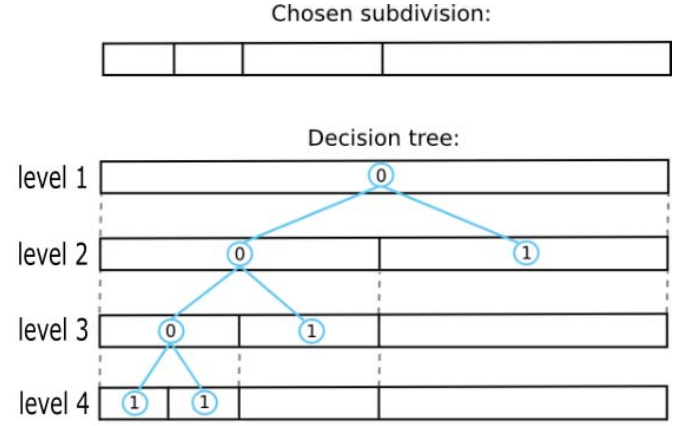 Chosen subdivision:
Decision tree:
level 1 0
level 2 0 1
level 3 0 1
level 4 1 1